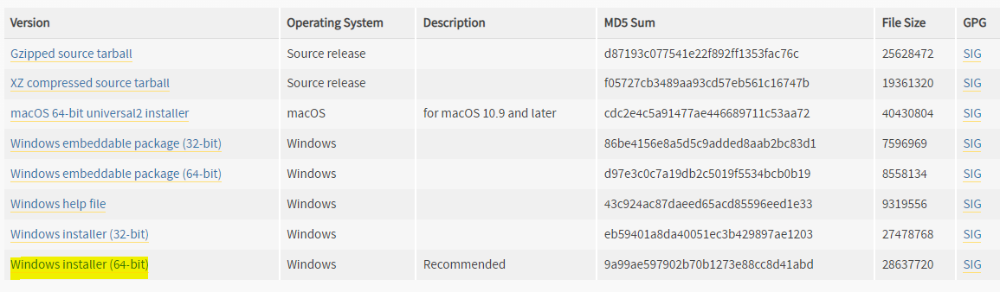 Version Operating System Description MD5 Sum File Size GPG
Gzipped source tarball Source release d87193c077541e22f892ff1353fac76c 25628472 SIG
XZ compressed source tarball Source release f05727cb3489aa93cd57eb561c16747b 19361320 SIG
macOS 64-bit universal2 installer macOS for macOS 10.9 and later cdc2e4c5a91477ae446689711c53aa72 40430804 SIG
Windows embeddable package (32-bit) Windows 86be4156e8a5d5c9added8aab2bc83d1 7596969 SIG
Windows embeddable package (64-bit) Windows d97e3c0c7a19db2c5019f5534bcb0b19 8558134 SIG
Windows help file Windows 43c924ac87daeed65acd85596eed1e33 9319556 SIG
Windows installer (32-bit) Windows eb59401a8da40051ec3b429897ae1203 27478768 SIG
Windows installer (64-bit) Windows Recommended 9a99ae597902b70b1273e88cc8d41abd 28637720 SIG